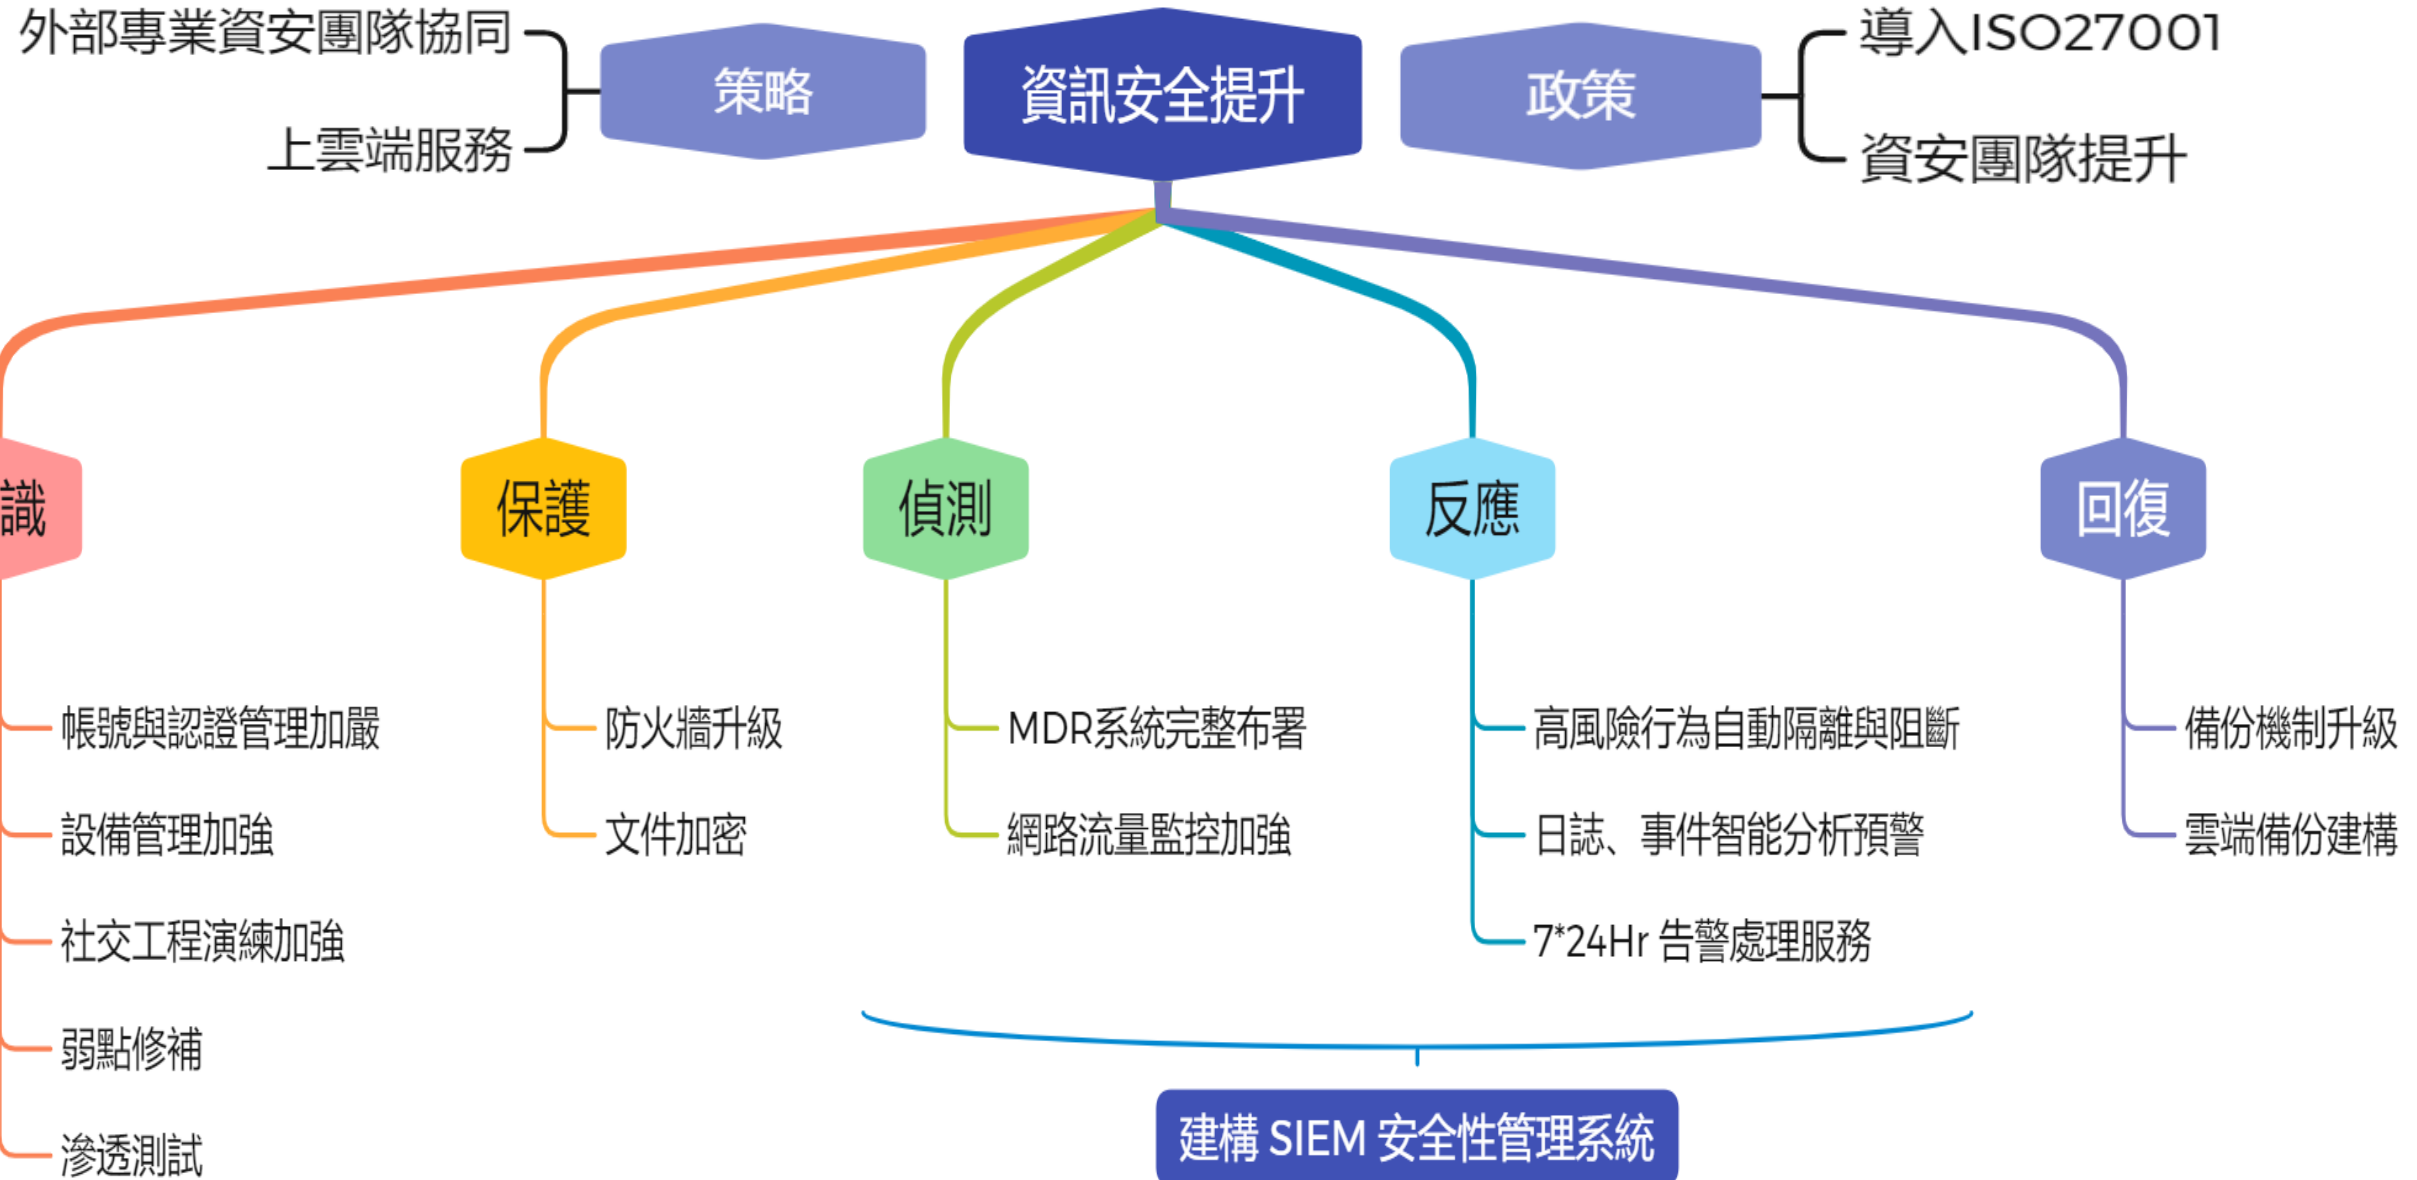 外部專業資安團隊協同
上雲端服務
策略
資訊安全提升
政策
導入ISO27001
資安團隊提升
識
保護
偵測
反應
回復
帳號與認證管理加嚴
設備管理加強
社交工程演練加強
弱點修補
滲透測試
防火牆升級
文件加密
MDR系統完整布署
網路流量監控加強
高風險行為自動隔離與阻斷
日誌、事件智能分析預警
7*24Hr 告警處理服務
備份機制升級
雲端備份建構
建構 SIEM 安全性管理系統